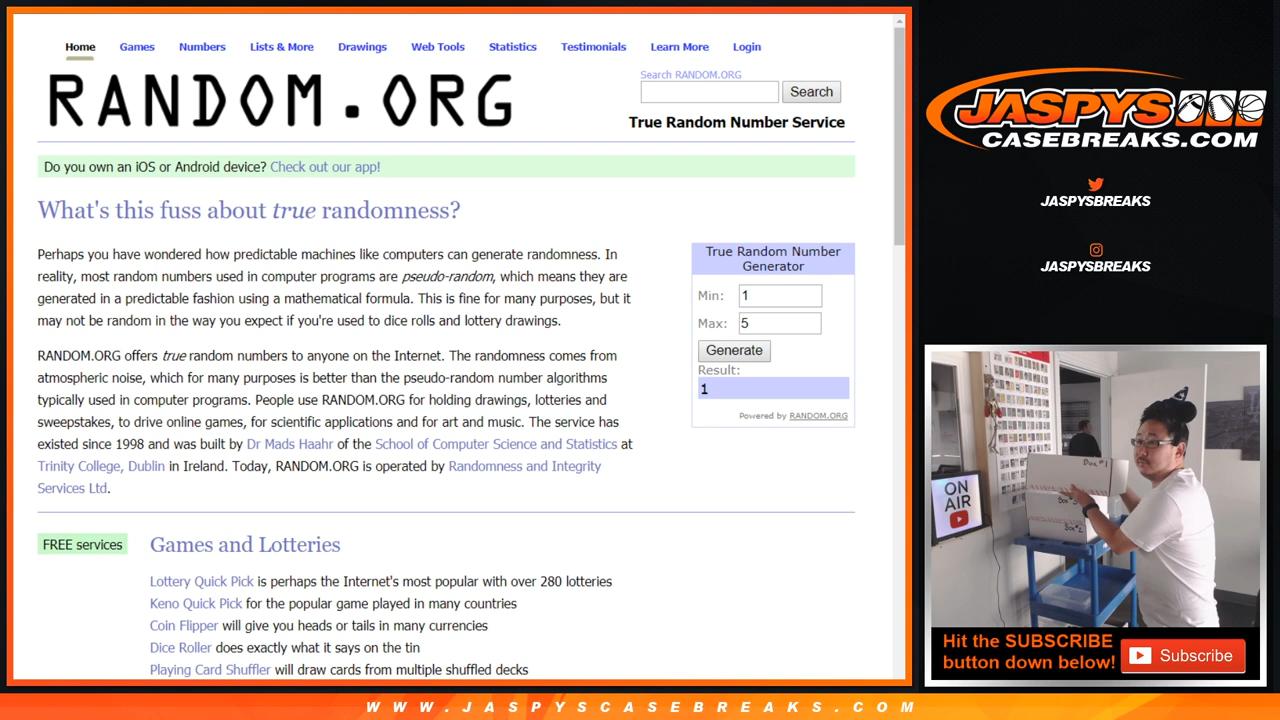 Home Games Numbers Lists & More Drawings Web Tools Statistics Testimonials Learn More Login
RANDOM.ORG
Search RANDOM.ORG
Search
True Random Number Service
Do you own an iOS or Android device? Check out our app!
What's this fuss about true randomness?
Perhaps you have wondered how predictable machines like computers can generate randomness. In
reality, most random numbers used in computer programs are pseudo-random, which means they are
generated in a predictable fashion using a mathematical formula. This is fine for many purposes, but it
may not be random in the way you expect if you're used to dice rolls and lottery drawings.
RANDOM.ORG offers true random numbers to anyone on the Internet. The randomness comes from
atmospheric noise, which for many purposes is better than the pseudo-random number algorithms
typically used in computer programs. People use RANDOM.ORG for holding drawings, lotteries and
sweepstakes, to drive online games, for scientific applications and for art and music. The service has
existed since 1998 and was built by Dr Mads Haahr of the School of Computer Science and Statistics at
Trinity College, Dublin in Ireland. Today, RANDOM.ORG is operated by Randomness and Integrity
Services Ltd.
True Random Number
Generator
Min: 1
Max: 5
Generate
Result:
1
Powered by RANDOM.ORG
FREE services
Games and Lotteries
Lottery Quick Pick is perhaps the Internet's most popular with over 280 lotteries
Keno Quick Pick for the popular game played in many countries
Coin Flipper will give you heads or tails in many currencies
Dice Roller does exactly what it says on the tin
Playing Card Shuffler will draw cards from multiple shuffled decks
JASPYS
CASEBREAKS.COM
JASPYSBREAKS
JASPYSBREAKS
ON
AIR
Box #1
Box #2
Hit the SUBSCRIBE
button down below!
Subscribe
WWW.JASPYSCASEBREAKS.COM